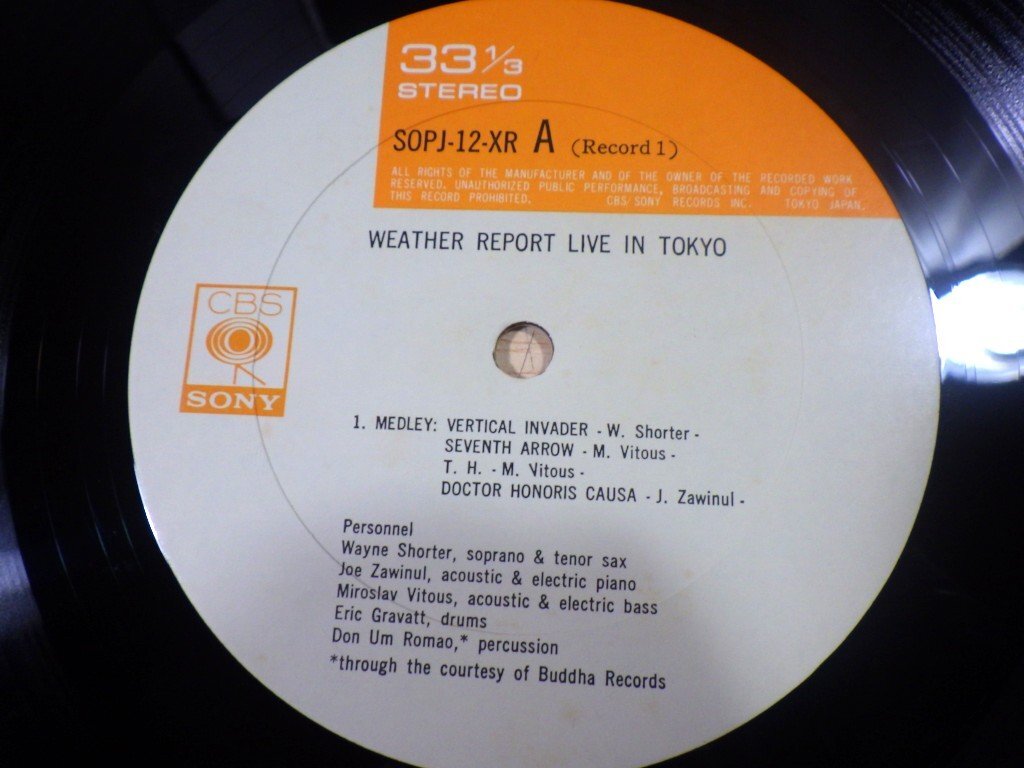 33 1/3
STEREO
SOPJ-12-XR A (Record 1)
ALL RIGHTS OF THE MANUFACTURER AND OF THE OWNER OF THE RECORDED WORK
RESERVED. UNAUTHORIZED PUBLIC PERFORMANCE, BROADCASTING AND COPYING OF
THIS RECORD PROHIBITED. CBS/SONY RECORDS INC. TOKYO JAPAN.
WEATHER REPORT LIVE IN TOKYO
CBS
SONY
1. MEDLEY: VERTICAL INVADER - W. Shorter -
SEVENTH ARROW - M. Vitous -
T. H. - M. Vitous -
DOCTOR HONORIS CAUSA - J. Zawinul -
Personnel
Wayne Shorter, soprano & tenor sax
Joe Zawinul, acoustic & electric piano
Miroslav Vitous, acoustic & electric bass
Eric Gravatt, drums
Don Um Romao,* percussion
*through the courtesy of Buddha Records